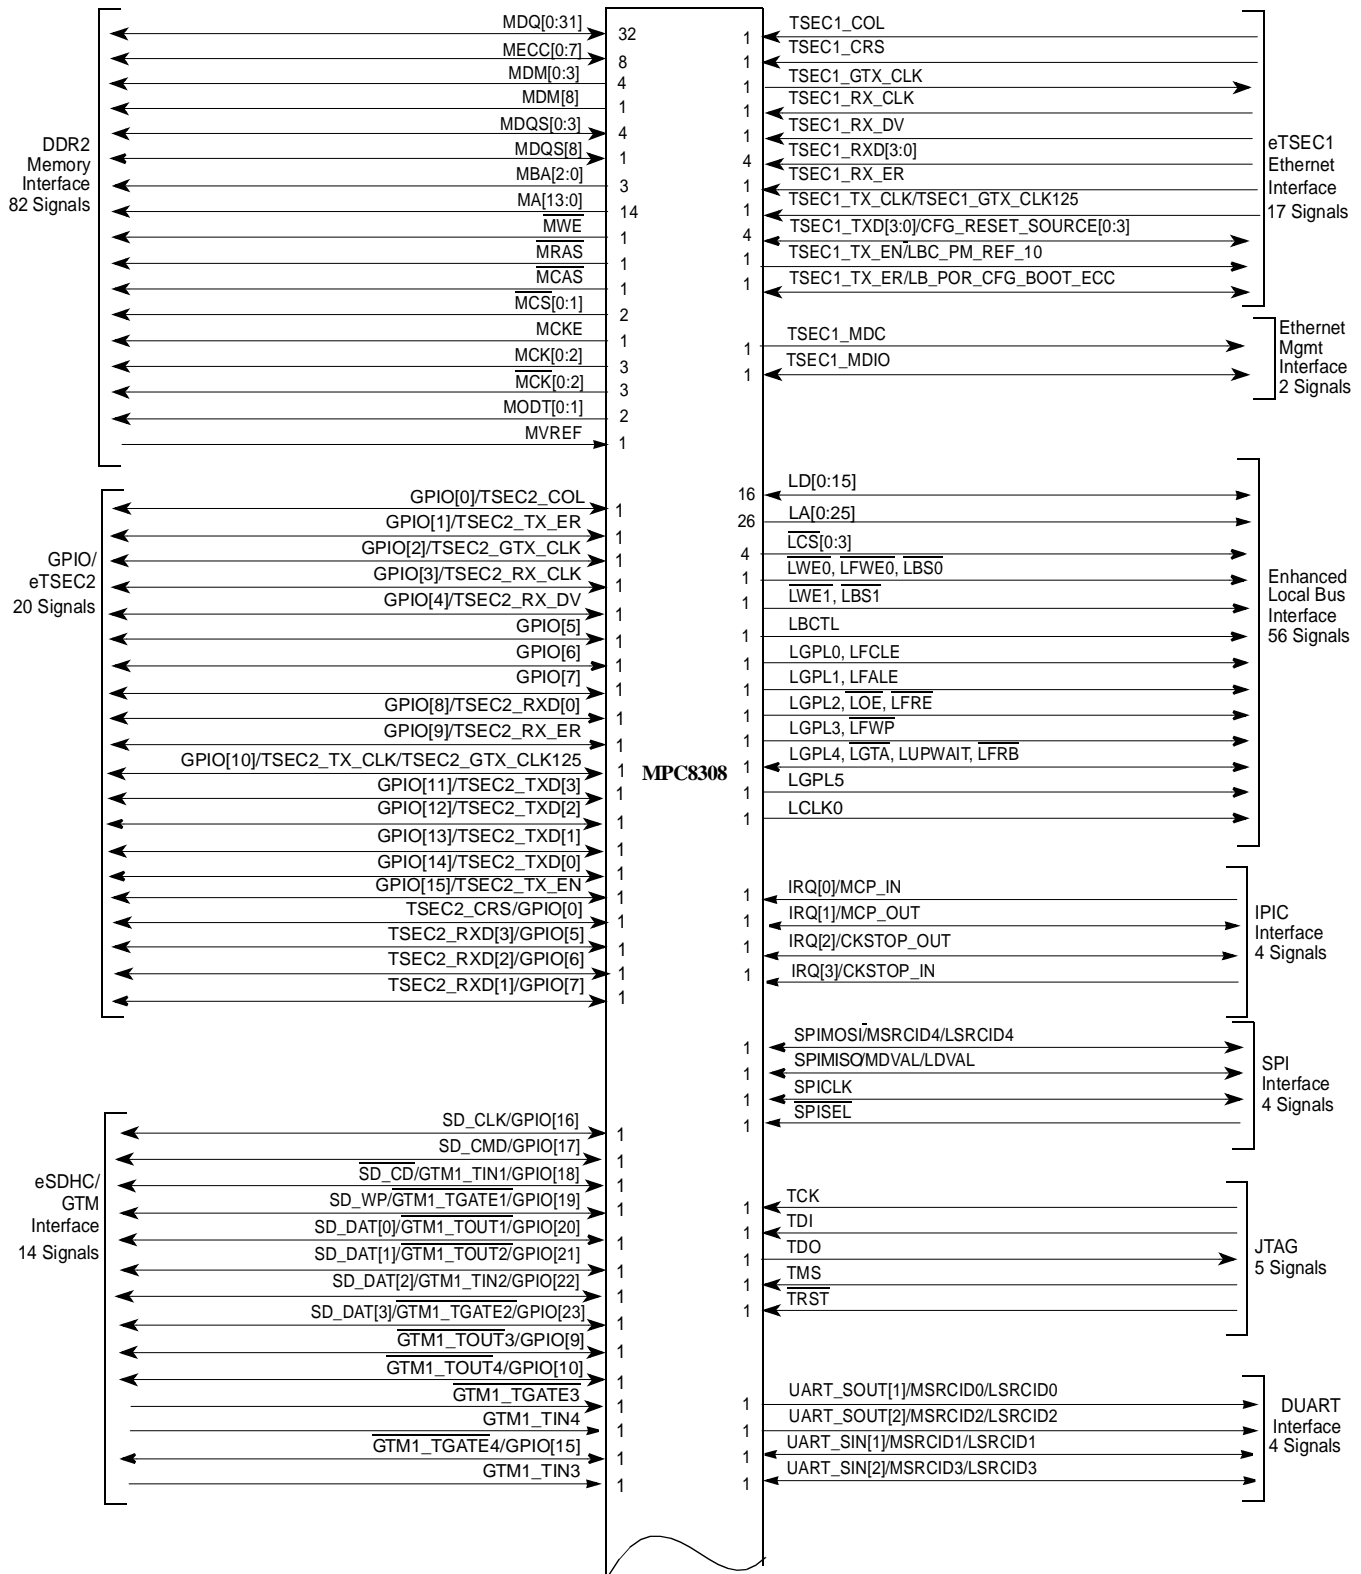 MDQ[0:31]
32
MECC[0:7]
8
MDM[0:3]
4
MDM[8]
1
MDQS[0:3]
4
MDQS[8]
1
MBA[2:0]
3
MA[13:0]
14
MWE
1
MRAS
1
MCAS
1
MCS[0:1]
2
MCKE
1
MCK[0:2]
3
MCK[0:2]
3
MODT[0:1]
2
MVREF
1
DDR2
Memory
Interface
82 Signals
GPIO[0]/TSEC2_COL
1
GPIO[1]/TSEC2_TX_ER
1
GPIO[2]/TSEC2_GTX_CLK
1
GPIO[3]/TSEC2_RX_CLK
1
GPIO[4]/TSEC2_RX_DV
1
GPIO[5]
1
GPIO[6]
1
GPIO[7]
1
GPIO[8]/TSEC2_RXD[0]
1
GPIO[9]/TSEC2_RX_ER
1
GPIO[10]/TSEC2_TX_CLK/TSEC2_GTX_CLK125
1
GPIO[11]/TSEC2_TXD[3]
1
GPIO[12]/TSEC2_TXD[2]
1
GPIO[13]/TSEC2_TXD[1]
1
GPIO[14]/TSEC2_TXD[0]
1
GPIO[15]/TSEC2_TX_EN
1
TSEC2_CRS/GPIO[0]
1
TSEC2_RXD[3]/GPIO[5]
1
TSEC2_RXD[2]/GPIO[6]
1
TSEC2_RXD[1]/GPIO[7]
1
GPIO/
eTSEC2
20 Signals
SD_CLK/GPIO[16]
1
SD_CMD/GPIO[17]
1
SD_CD/GTM1_TIN1/GPIO[18]
1
SD_WP/GTM1_TGATE1/GPIO[19]
1
SD_DAT[0]/GTM1_TOUT1/GPIO[20]
1
SD_DAT[1]/GTM1_TOUT2/GPIO[21]
1
SD_DAT[2]/GTM1_TIN2/GPIO[22]
1
SD_DAT[3]/GTM1_TGATE2/GPIO[23]
1
GTM1_TOUT3/GPIO[9]
1
GTM1_TOUT4/GPIO[10]
1
GTM1_TGATE3
1
GTM1_TIN4
1
GTM1_TGATE4/GPIO[15]
1
GTM1_TIN3
1
eSDHC/
GTM
Interface
14 Signals
MPC8308
1
TSEC1_COL
1
TSEC1_CRS
1
TSEC1_GTX_CLK
1
TSEC1_RX_CLK
1
TSEC1_RX_DV
4
TSEC1_RXD[3:0]
1
TSEC1_RX_ER
1
TSEC1_TX_CLK/TSEC1_GTX_CLK125
4
TSEC1_TXD[3:0]/CFG_RESET_SOURCE[0:3]
1
TSEC1_TX_EN/LBC_PM_REF_10
1
TSEC1_TX_ER/LB_POR_CFG_BOOT_ECC
eTSEC1
Ethernet
Interface
17 Signals
1
TSEC1_MDC
1
TSEC1_MDIO
Ethernet
Mgmt
Interface
2 Signals
16
LD[0:15]
26
LA[0:25]
4
LCS[0:3]
1
LWE0, LFWE0, LBS0
1
LWE1, LBS1
1
LBCTL
1
LGPL0, LFCLE
1
LGPL1, LFALE
1
LGPL2, LOE, LFRE
1
LGPL3, LFWP
1
LGPL4, LGTA, LUPWAIT, LFRB
1
LGPL5
1
LCLK0
Enhanced
Local Bus
Interface
56 Signals
1
IRQ[0]/MCP_IN
1
IRQ[1]/MCP_OUT
1
IRQ[2]/CKSTOP_OUT
1
IRQ[3]/CKSTOP_IN
IPIC
Interface
4 Signals
1
SPIMOSI/MSRCID4/LSRCID4
1
SPIMISO/MDVAL/LDVAL
1
SPICLK
1
SPISEL
SPI
Interface
4 Signals
1
TCK
1
TDI
1
TDO
1
TMS
1
TRST
JTAG
5 Signals
1
UART_SOUT[1]/MSRCID0/LSRCID0
1
UART_SOUT[2]/MSRCID2/LSRCID2
1
UART_SIN[1]/MSRCID1/LSRCID1
1
UART_SIN[2]/MSRCID3/LSRCID3
DUART
Interface
4 Signals